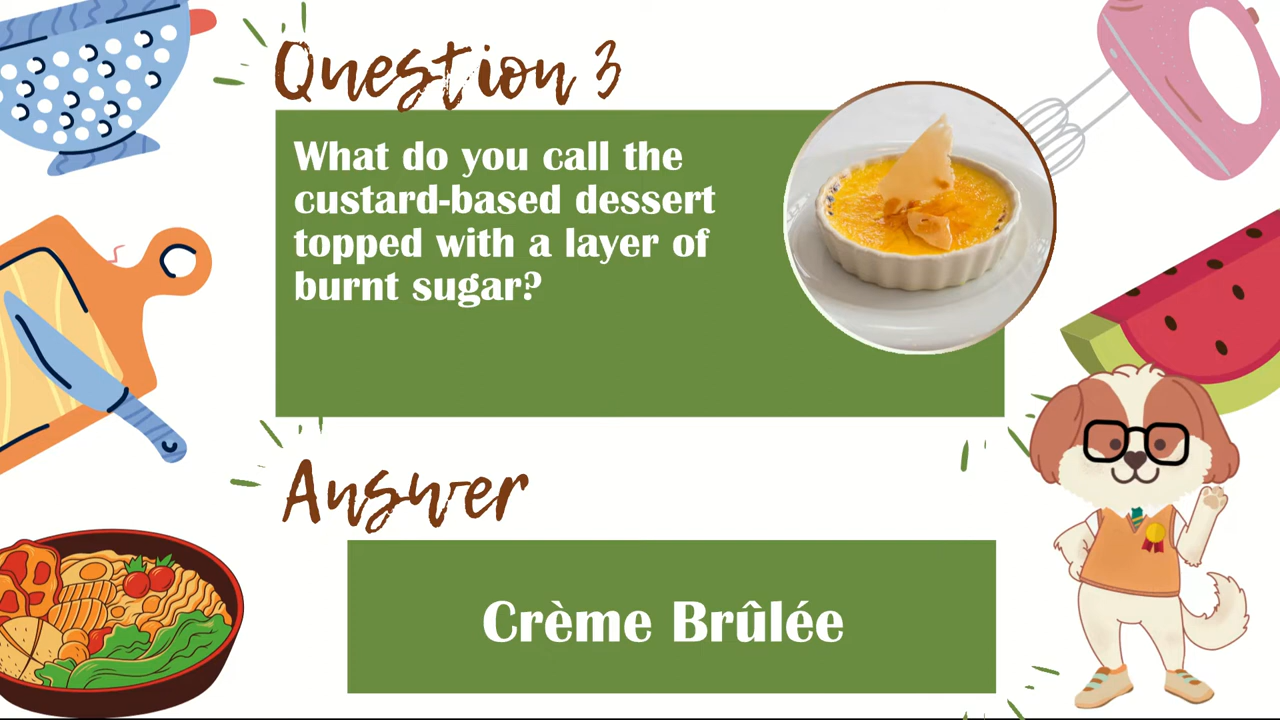 Question 3
What do you call the
custard-based dessert
topped with a layer of
burnt sugar?
Answer
Crème Brûlée